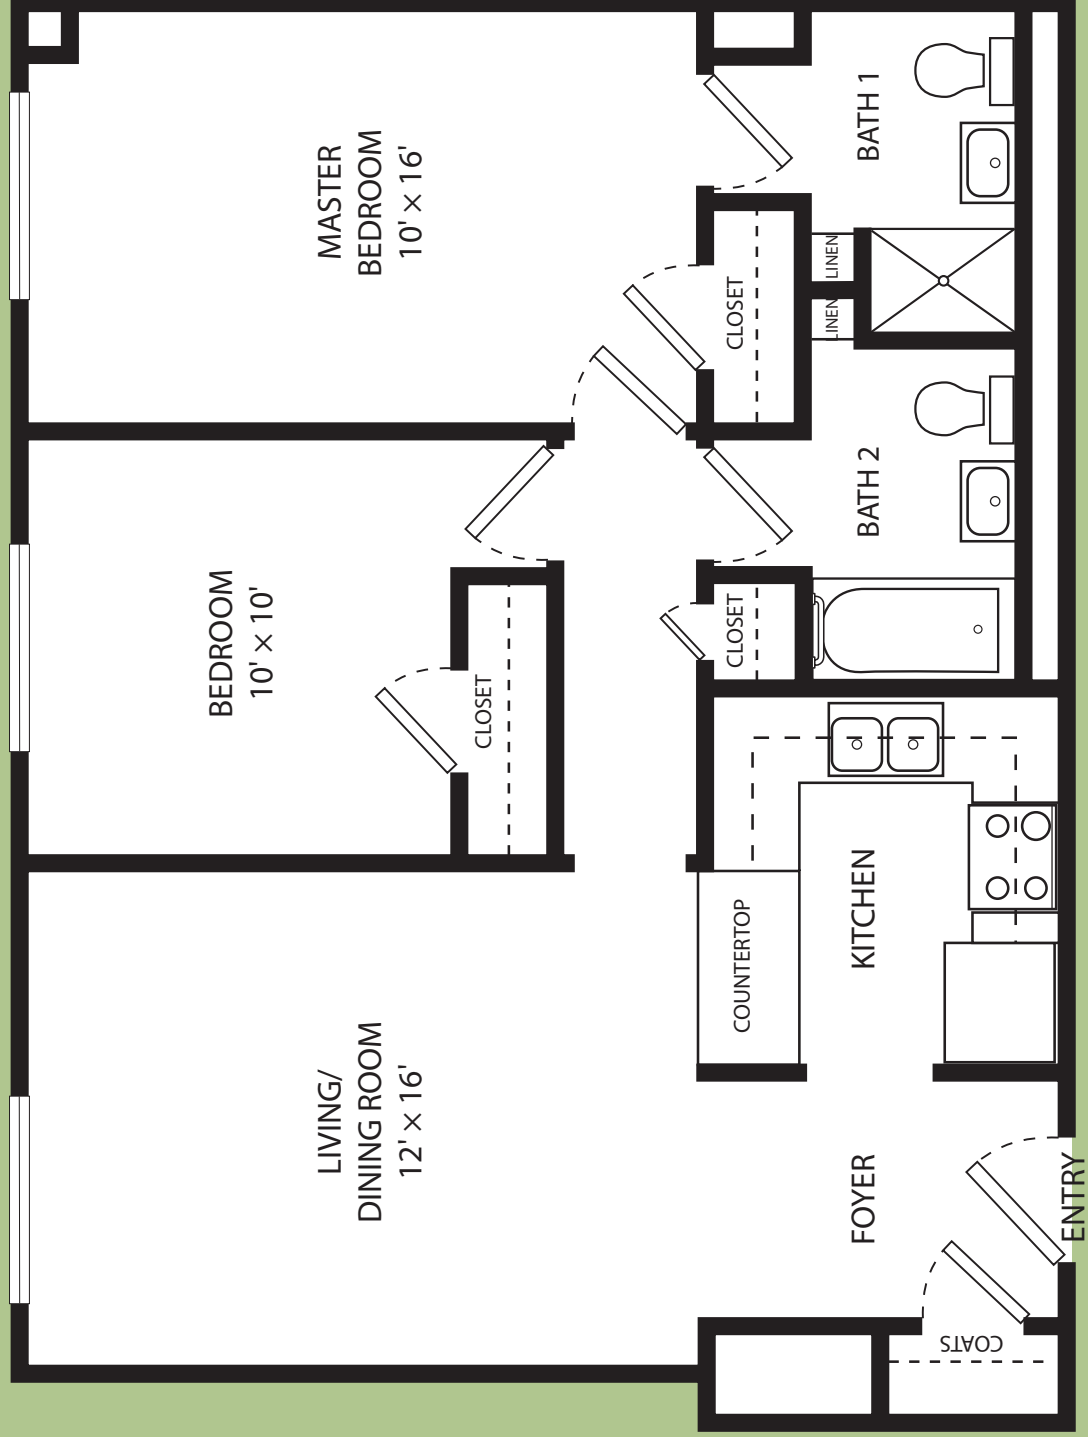 MASTER
BEDROOM
10' × 16'
BATH 1
CLOSET
LINEN
LINEN
BATH 2
BEDROOM
10' × 10'
CLOSET
CLOSET
KITCHEN
COUNTERTOP
LIVING/
DINING ROOM
12' × 16'
FOYER
ENTRY
COATS